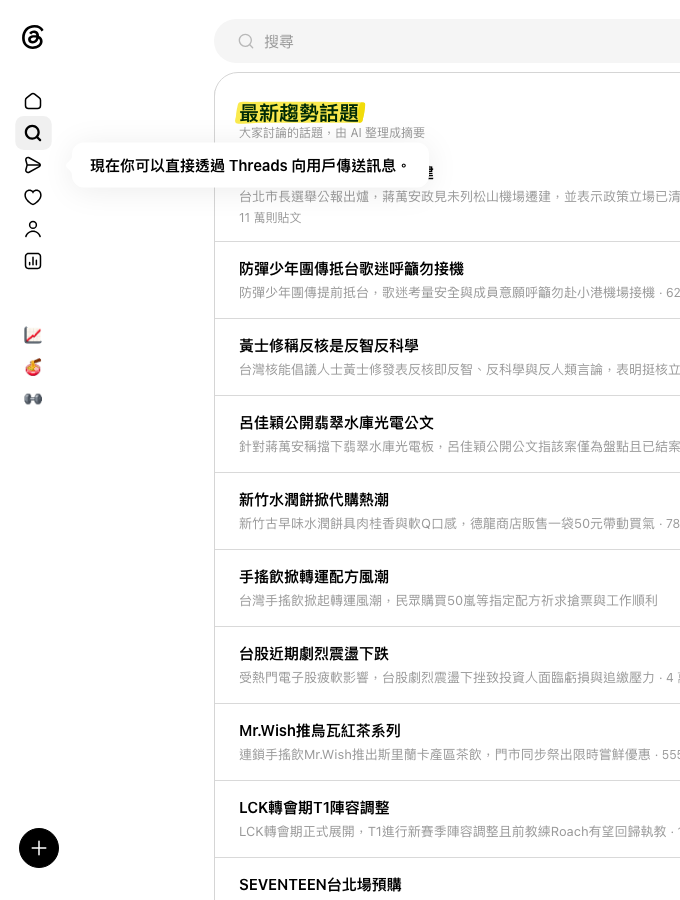 搜尋
最新趨勢話題
大家討論的話題，由 AI 整理成摘要
現在你可以直接透過 Threads 向用戶傳送訊息。
台北市長選舉公報出爐，蔣萬安政見未列松山機場遷建，並表示政策立場已清
11 萬則貼文
防彈少年團傳抵台歌迷呼籲勿接機
防彈少年團傳提前抵台，歌迷考量安全與成員意願呼籲勿赴小港機場接機 · 62
黃士修稱反核是反智反科學
台灣核能倡議人士黃士修發表反核即反智、反科學與反人類言論，表明挺核立
呂佳穎公開翡翠水庫光電公文
針對蔣萬安稱擋下翡翠水庫光電板，呂佳穎公開公文指該案僅為盤點且已結案
新竹水潤餅掀代購熱潮
新竹古早味水潤餅具肉桂香與軟Q口感，德龍商店販售一袋50元帶動買氣 · 78
手搖飲掀轉運配方風潮
台灣手搖飲掀起轉運風潮，民眾購買50嵐等指定配方祈求搶票與工作順利
台股近期劇烈震盪下跌
受熱門電子股疲軟影響，台股劇烈震盪下挫致投資人面臨虧損與追繳壓力 · 4
Mr.Wish推烏瓦紅茶系列
連鎖手搖飲Mr.Wish推出斯里蘭卡產區茶飲，門市同步祭出限時嘗鮮優惠 · 555
LCK轉會期T1陣容調整
LCK轉會期正式展開，T1進行新賽季陣容調整且前教練Roach有望回歸執教 ·
SEVENTEEN台北場預購